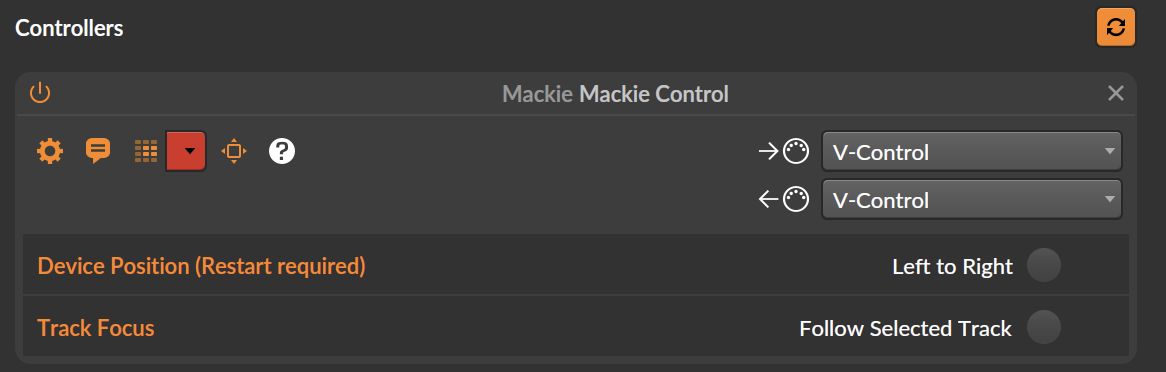 Controllers
Mackie Mackie Control
V-Control
V-Control
Device Position (Restart required) Left to Right
Track Focus Follow Selected Track